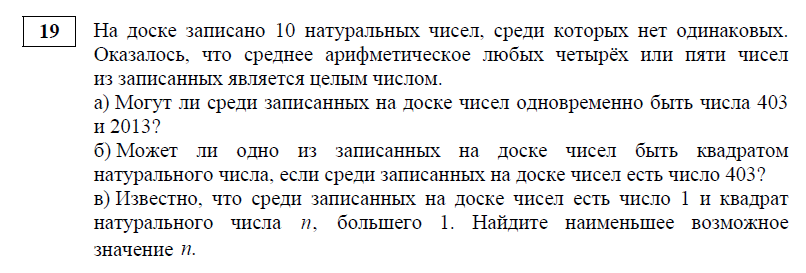 19 На доске записано 10 натуральных чисел, среди которых нет одинаковых.
Оказалось, что среднее арифметическое любых четырёх или пяти чисел
из записанных является целым числом.
а) Могут ли среди записанных на доске чисел одновременно быть числа 403
и 2013?
б) Может ли одно из записанных на доске чисел быть квадратом
натурального числа, если среди записанных на доске чисел есть число 403?
в) Известно, что среди записанных на доске чисел есть число 1 и квадрат
натурального числа n, большего 1. Найдите наименьшее возможное
значение n.